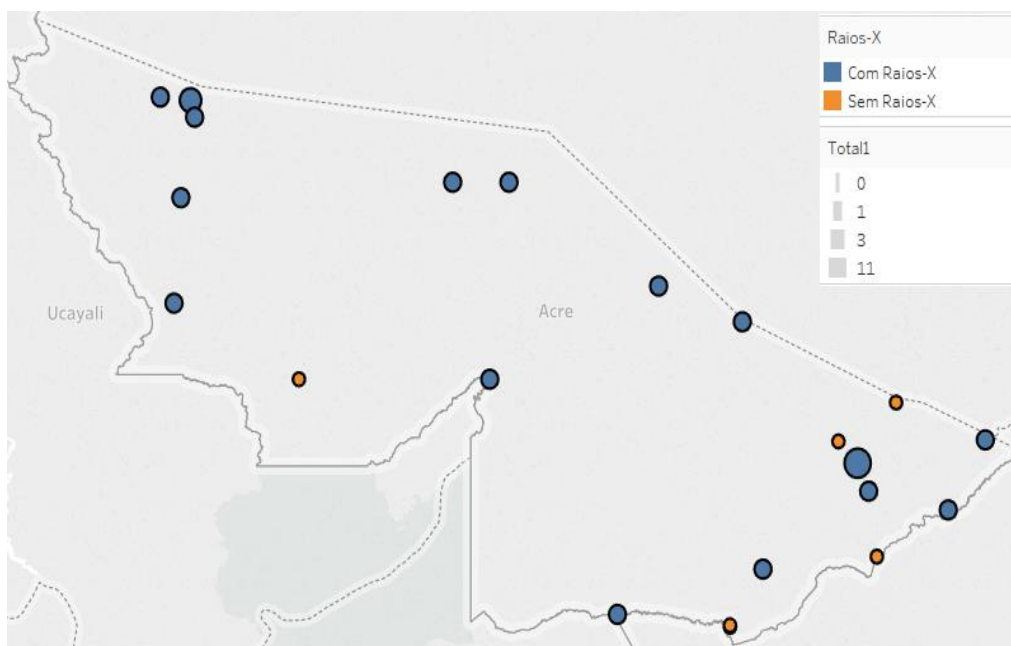 Raios-X
Com Raios-X
Sem Raios-X
Total1
0
1
3
11
Ucayali
Acre